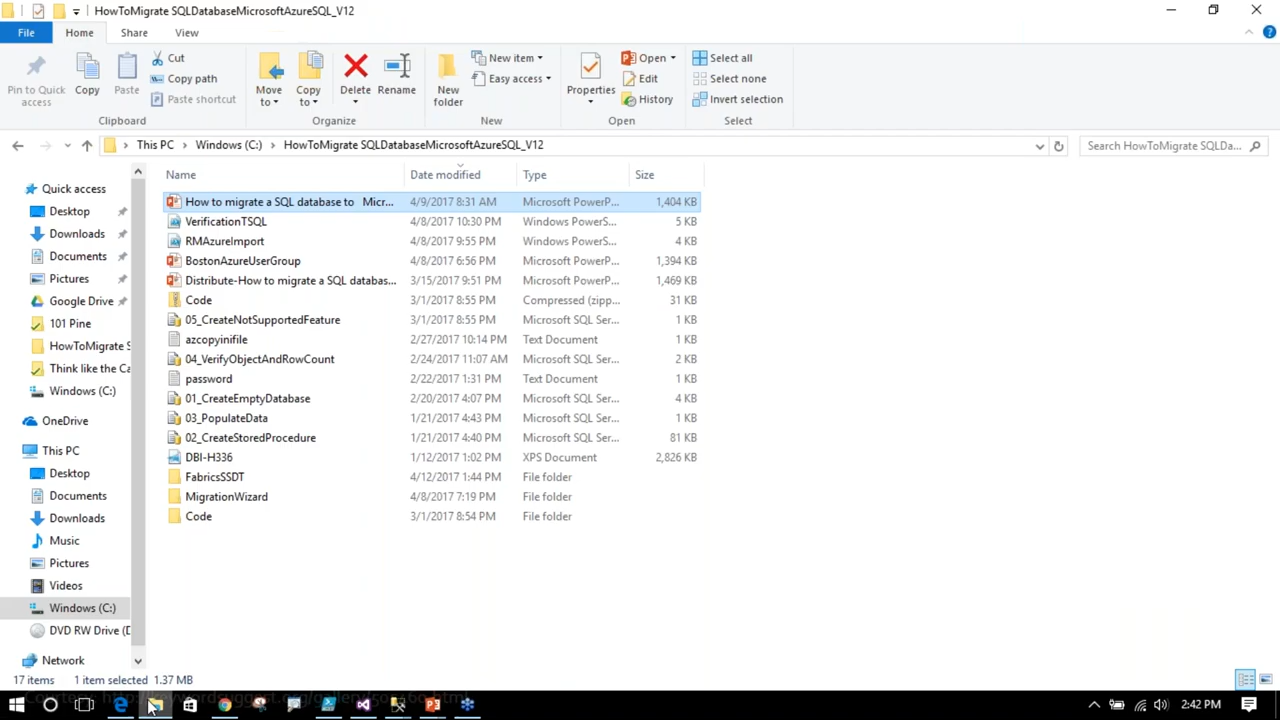 HowToMigrate SQLDatabaseMicrosoftAzureSQL_V12
File Home Share View
Pin to Quick access
Copy
Paste
Cut
Copy path
Paste shortcut
Clipboard
Move to
Copy to
Delete
Rename
Organize
New folder
New item
Easy access
New
Properties
Open
Edit
History
Open
Select all
Select none
Invert selection
Select
This PC > Windows (C:) > HowToMigrate SQLDatabaseMicrosoftAzureSQL_V12
Search HowToMigrate SQLDa...
Quick access
Desktop
Downloads
Documents
Pictures
Google Drive
101 Pine
HowToMigrate S
Think like the Ca
Windows (C:)
OneDrive
This PC
Desktop
Documents
Downloads
Music
Pictures
Videos
Windows (C:)
DVD RW Drive (D
Network
Name Date modified Type Size
How to migrate a SQL database to Micr... 4/9/2017 8:31 AM Microsoft PowerP... 1,404 KB
VerificationTSQL 4/8/2017 10:30 PM Windows PowerS... 5 KB
RMAzureImport 4/8/2017 9:55 PM Windows PowerS... 4 KB
BostonAzureUserGroup 4/8/2017 6:56 PM Microsoft PowerP... 1,394 KB
Distribute-How to migrate a SQL databas... 3/15/2017 9:51 PM Microsoft PowerP... 1,469 KB
Code 3/1/2017 8:55 PM Compressed (zipp... 31 KB
05_CreateNotSupportedFeature 3/1/2017 8:55 PM Microsoft SQL Ser... 1 KB
azcopyinifile 2/27/2017 10:14 PM Text Document 1 KB
04_VerifyObjectAndRowCount 2/24/2017 11:07 AM Microsoft SQL Ser... 2 KB
password 2/22/2017 1:31 PM Text Document 1 KB
01_CreateEmptyDatabase 2/20/2017 4:07 PM Microsoft SQL Ser... 4 KB
03_PopulateData 1/21/2017 4:43 PM Microsoft SQL Ser... 1 KB
02_CreateStoredProcedure 1/21/2017 4:40 PM Microsoft SQL Ser... 81 KB
DBI-H336 1/12/2017 1:02 PM XPS Document 2,826 KB
FabricsSSDT 4/12/2017 1:44 PM File folder
MigrationWizard 4/8/2017 7:19 PM File folder
Code 3/1/2017 8:54 PM File folder
17 items 1 item selected 1.37 MB
2:42 PM